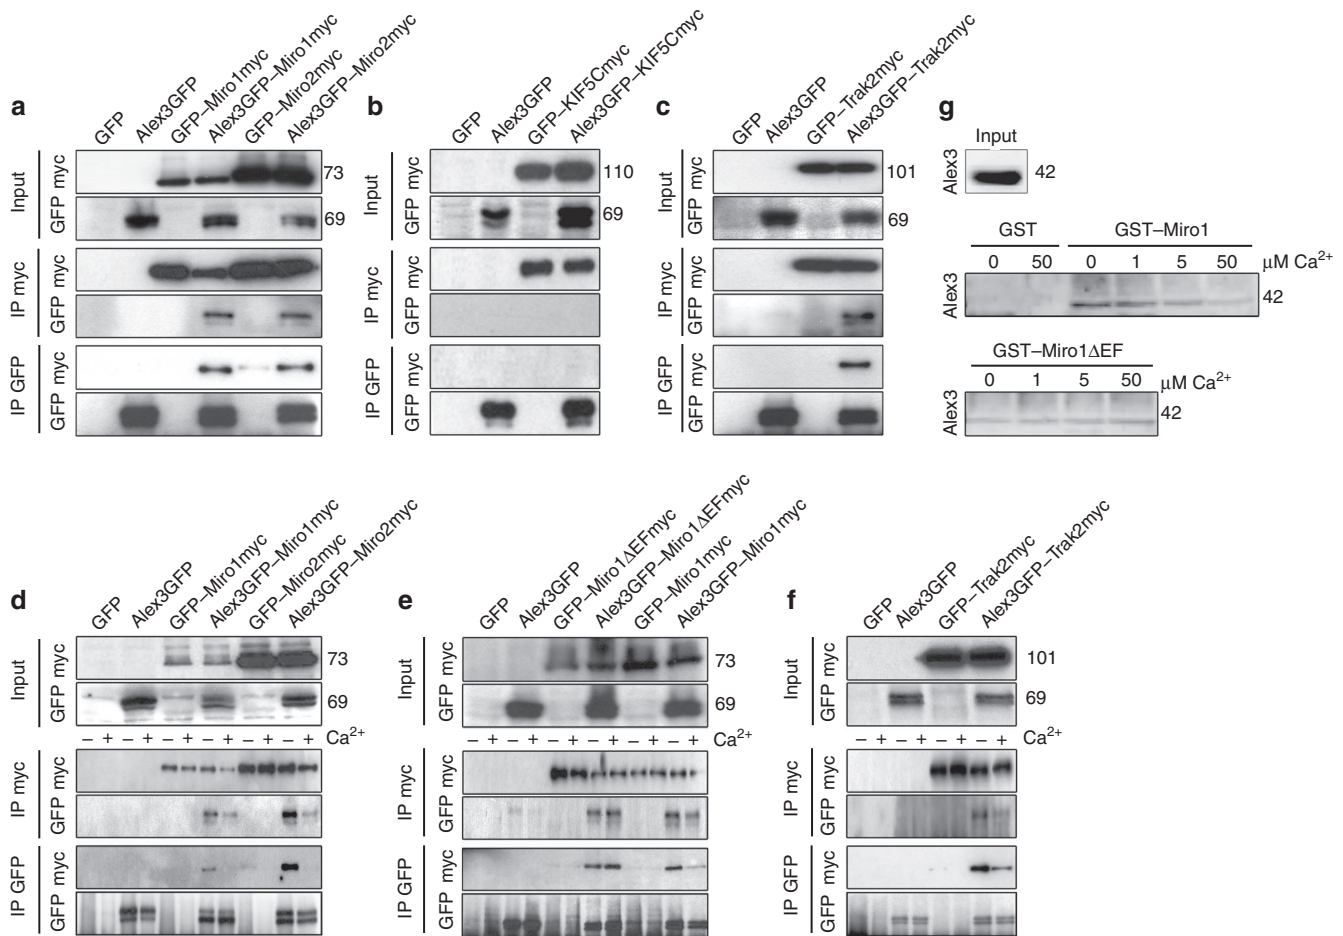 a
GFP
Alex3GFP
GFP–Miro1myc
Alex3GFP–Miro1myc
GFP–Miro2myc
Alex3GFP–Miro2myc
Input
myc
73
GFP
69
IP myc
myc
GFP
IP GFP
myc
GFP
b
GFP
Alex3GFP
GFP–KIF5Cmyc
Alex3GFP–KIF5Cmyc
Input
myc
110
GFP
69
IP myc
myc
GFP
IP GFP
myc
GFP
c
GFP
Alex3GFP
GFP–Trak2myc
Alex3GFP–Trak2myc
Input
myc
101
GFP
69
IP myc
myc
GFP
IP GFP
myc
GFP
g
Input
Alex3
42
GST
GST–Miro1
0 50 0 1 5 50 μM Ca2+
Alex3
42
GST–Miro1ΔEF
0 1 5 50 μM Ca2+
Alex3
42
d
GFP
Alex3GFP
GFP–Miro1myc
Alex3GFP–Miro1myc
GFP–Miro2myc
Alex3GFP–Miro2myc
Input
myc
73
GFP
69
– + – + – + – + – + – + Ca2+
IP myc
myc
GFP
IP GFP
myc
GFP
e
GFP
Alex3GFP
GFP–Miro1ΔEFmyc
Alex3GFP–Miro1ΔEFmyc
GFP–Miro1myc
Alex3GFP–Miro1myc
Input
myc
73
GFP
69
– + – + – + – + – + – + Ca2+
IP myc
myc
GFP
IP GFP
myc
GFP
f
GFP
Alex3GFP
GFP–Trak2myc
Alex3GFP–Trak2myc
Input
myc
101
GFP
69
– + – + – + – + Ca2+
IP myc
myc
GFP
IP GFP
myc
GFP